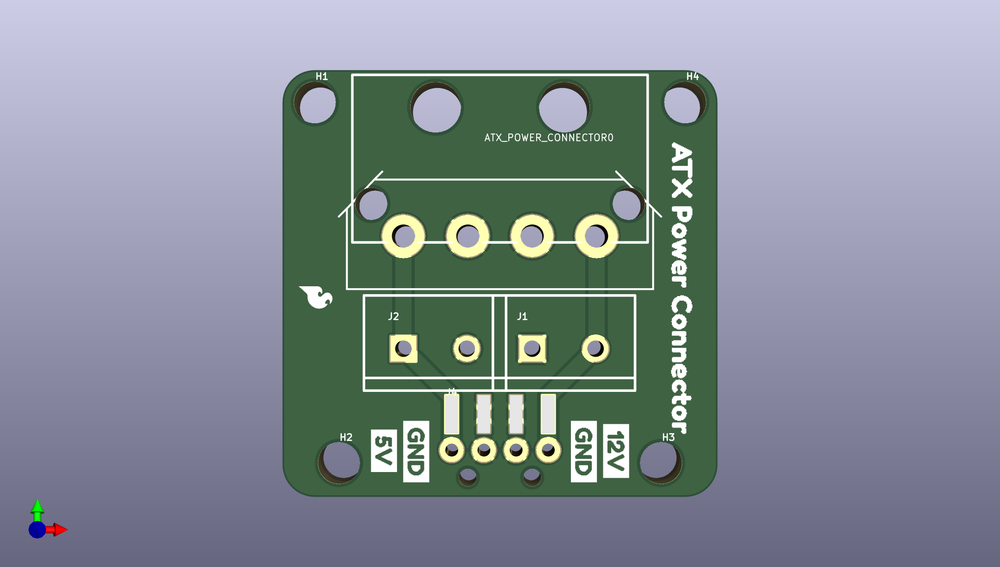 H1
H4
ATX_POWER_CONNECTOR0
ATX Power Connector
J2
J1
H2
5V
GND
GND
12V
H3